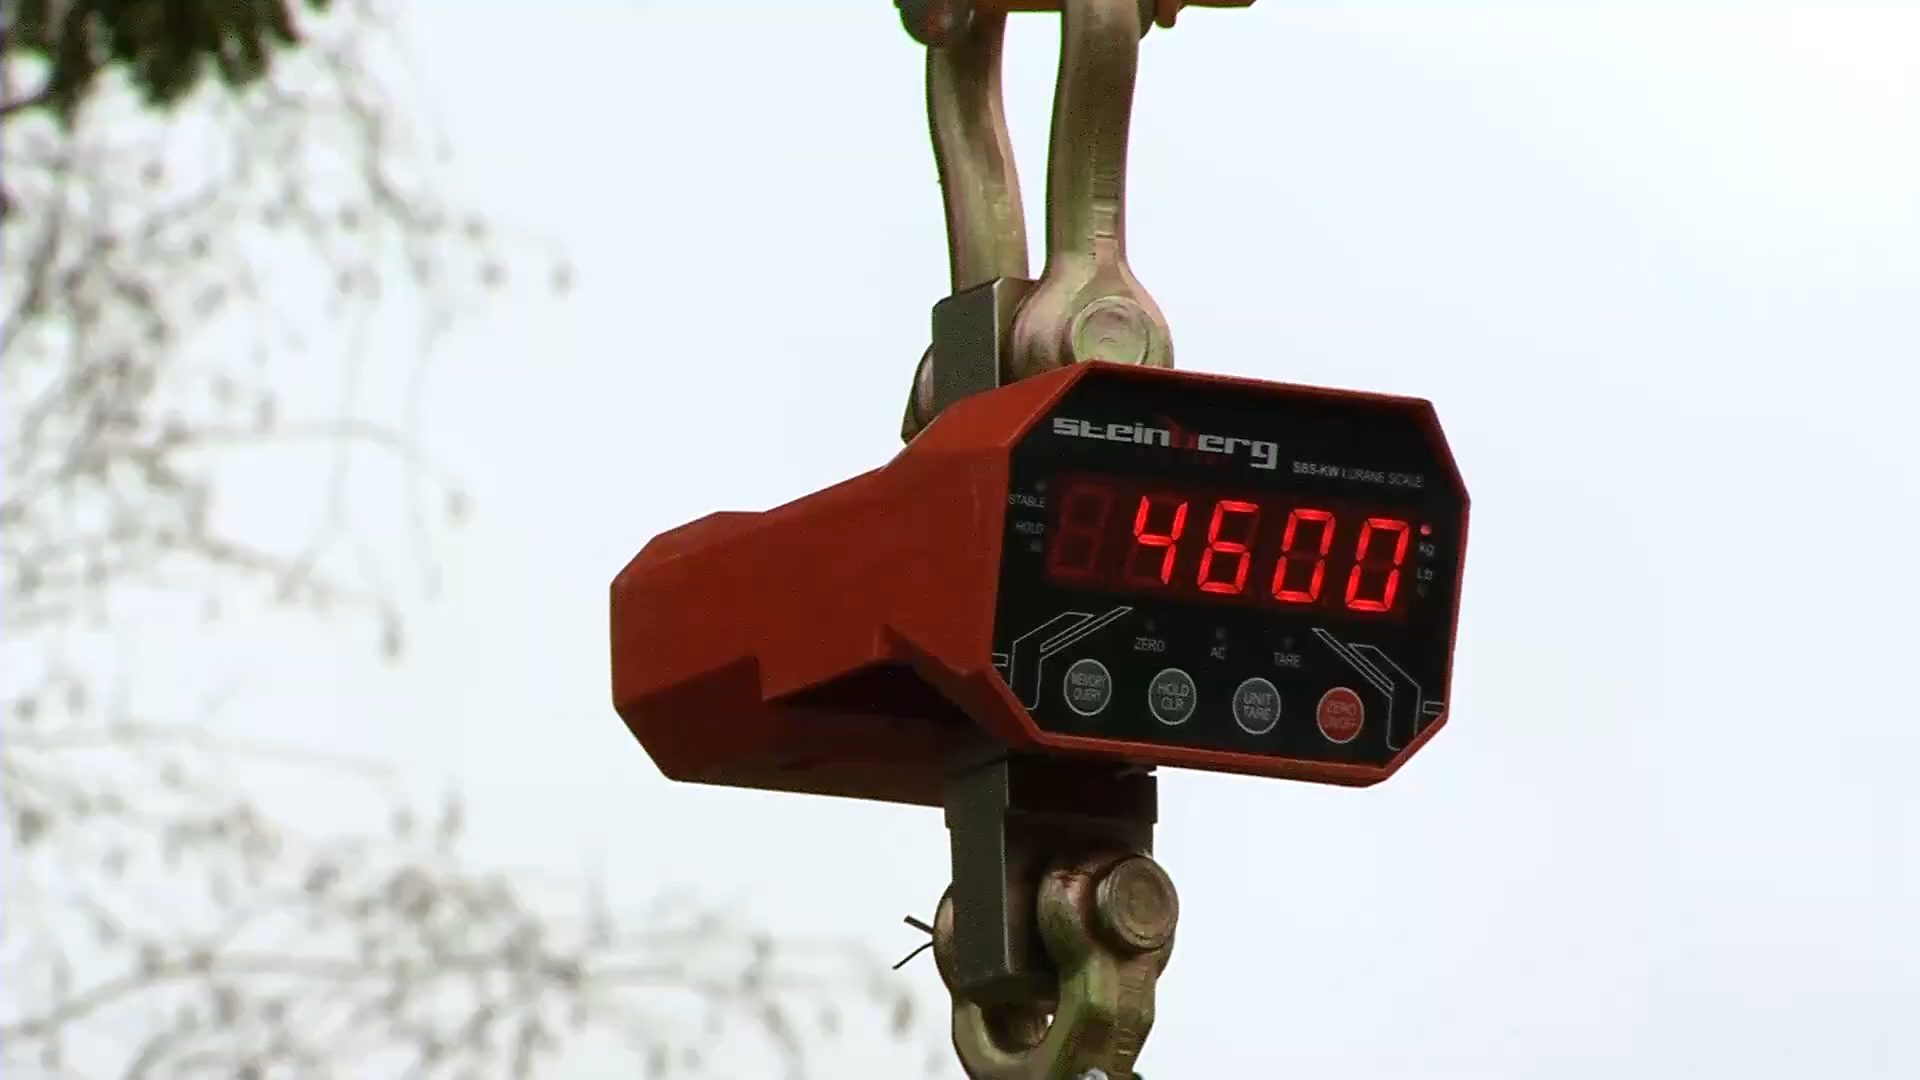 steinberg
SBS-KW | CRANE SCALE
STABLE
4600
HOLD
kg
Lb
ZERO
AC
TARE
MEMORY
QUERY
HOLD
CLR
UNIT
TARE
ZERO
ON/OFF